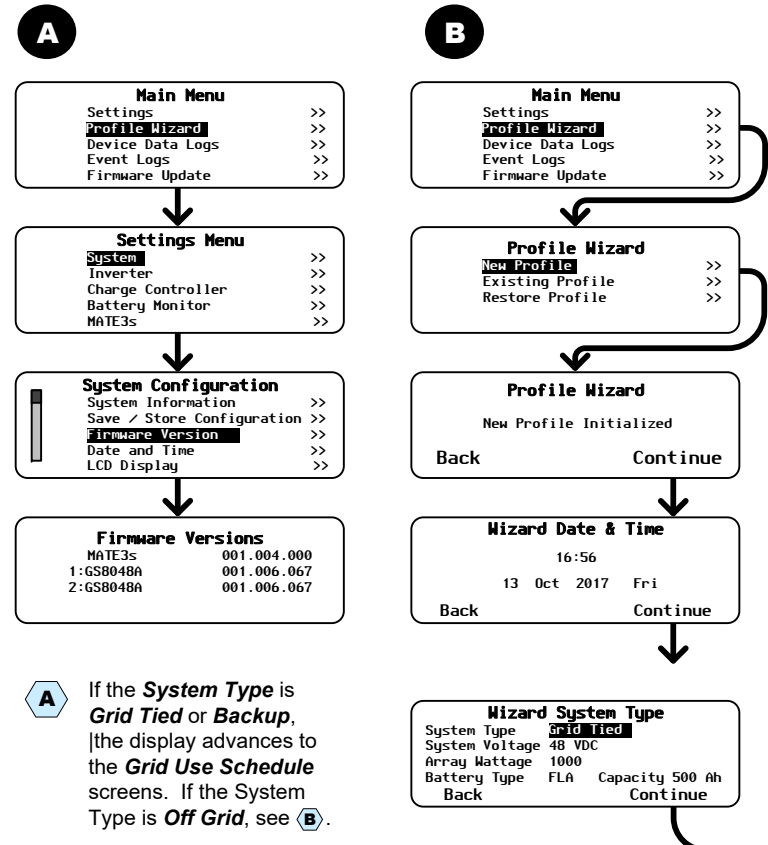 A
Main Menu
Settings >>
Profile Wizard >>
Device Data Logs >>
Event Logs >>
Firmware Update >>
Settings Menu
System >>
Inverter >>
Charge Controller >>
Battery Monitor >>
MATE3s >>
System Configuration
System Information >>
Save / Store Configuration >>
Firmware Version >>
Date and Time >>
LCD Display >>
Firmware Versions
MATE3s 001.004.000
1:GS8048A 001.006.067
2:GS8048A 001.006.067
A
If the System Type is
Grid Tied or Backup,
|the display advances to
the Grid Use Schedule
screens. If the System
Type is Off Grid, see B.
B
Main Menu
Settings >>
Profile Wizard >>
Device Data Logs >>
Event Logs >>
Firmware Update >>
Profile Wizard
New Profile >>
Existing Profile >>
Restore Profile >>
Profile Wizard
New Profile Initialized
Back Continue
Wizard Date & Time
16:56
13 Oct 2017 Fri
Back Continue
Wizard System Type
System Type Grid Tied
System Voltage 48 VDC
Array Wattage 1000
Battery Type FLA Capacity 500 Ah
Back Continue